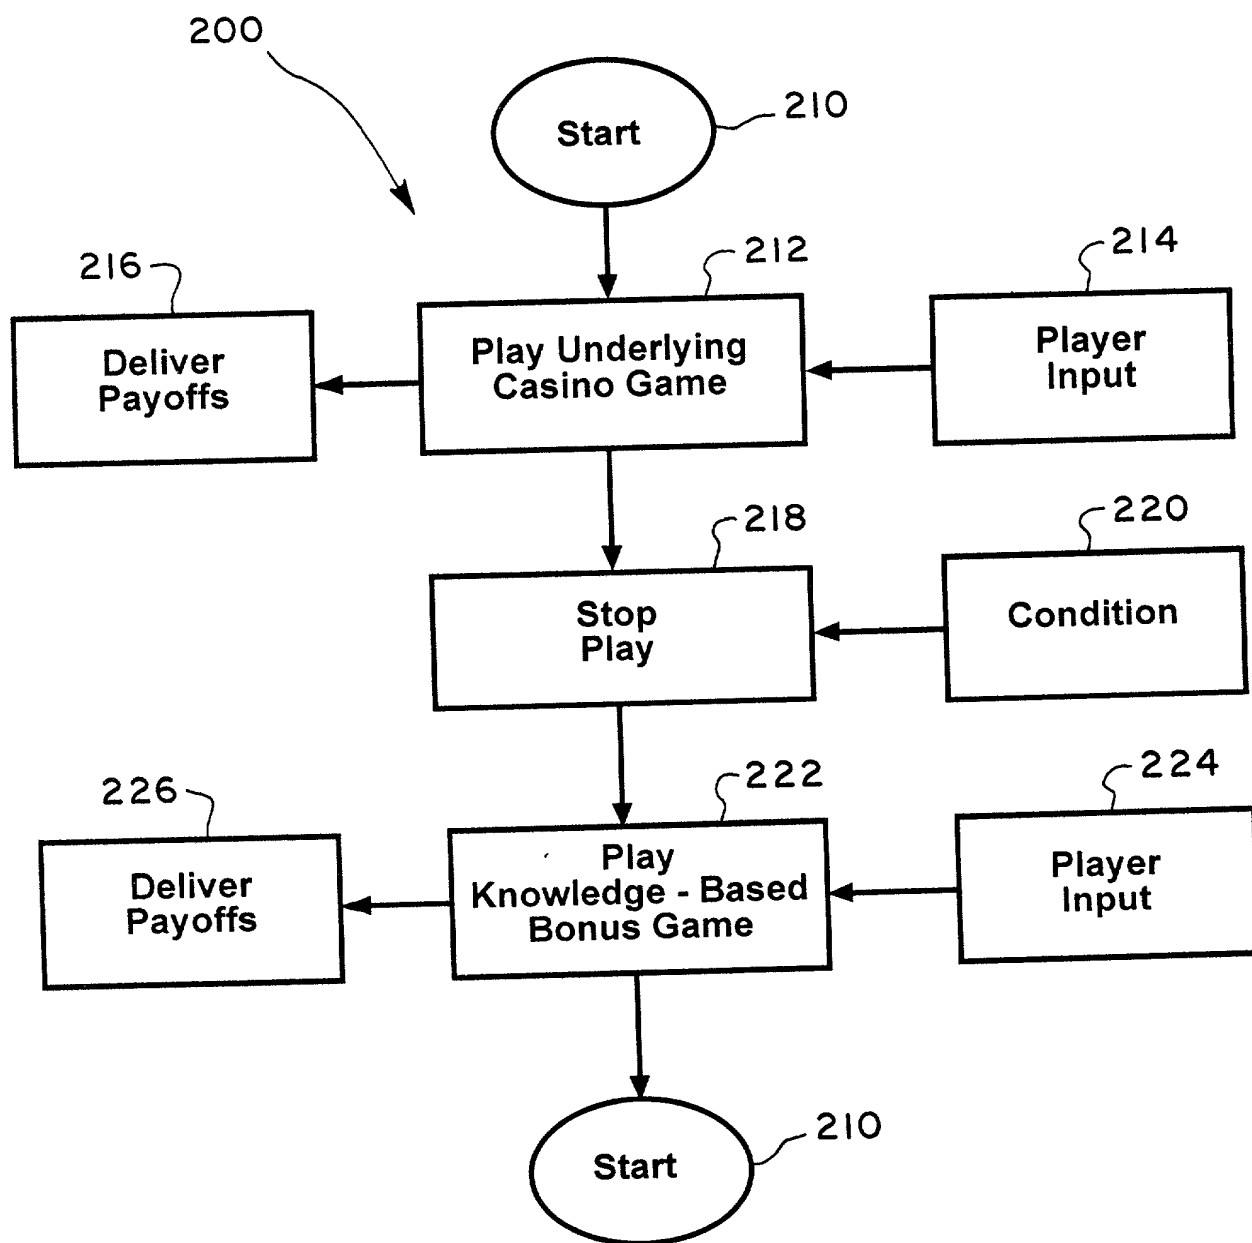 200
210
Start
216
212
214
Deliver
Payoffs
Play Underlying
Casino Game
Player
Input
218
220
Stop
Play
Condition
226
222
224
Deliver
Payoffs
Play
Knowledge - Based
Bonus Game
Player
Input
210
Start